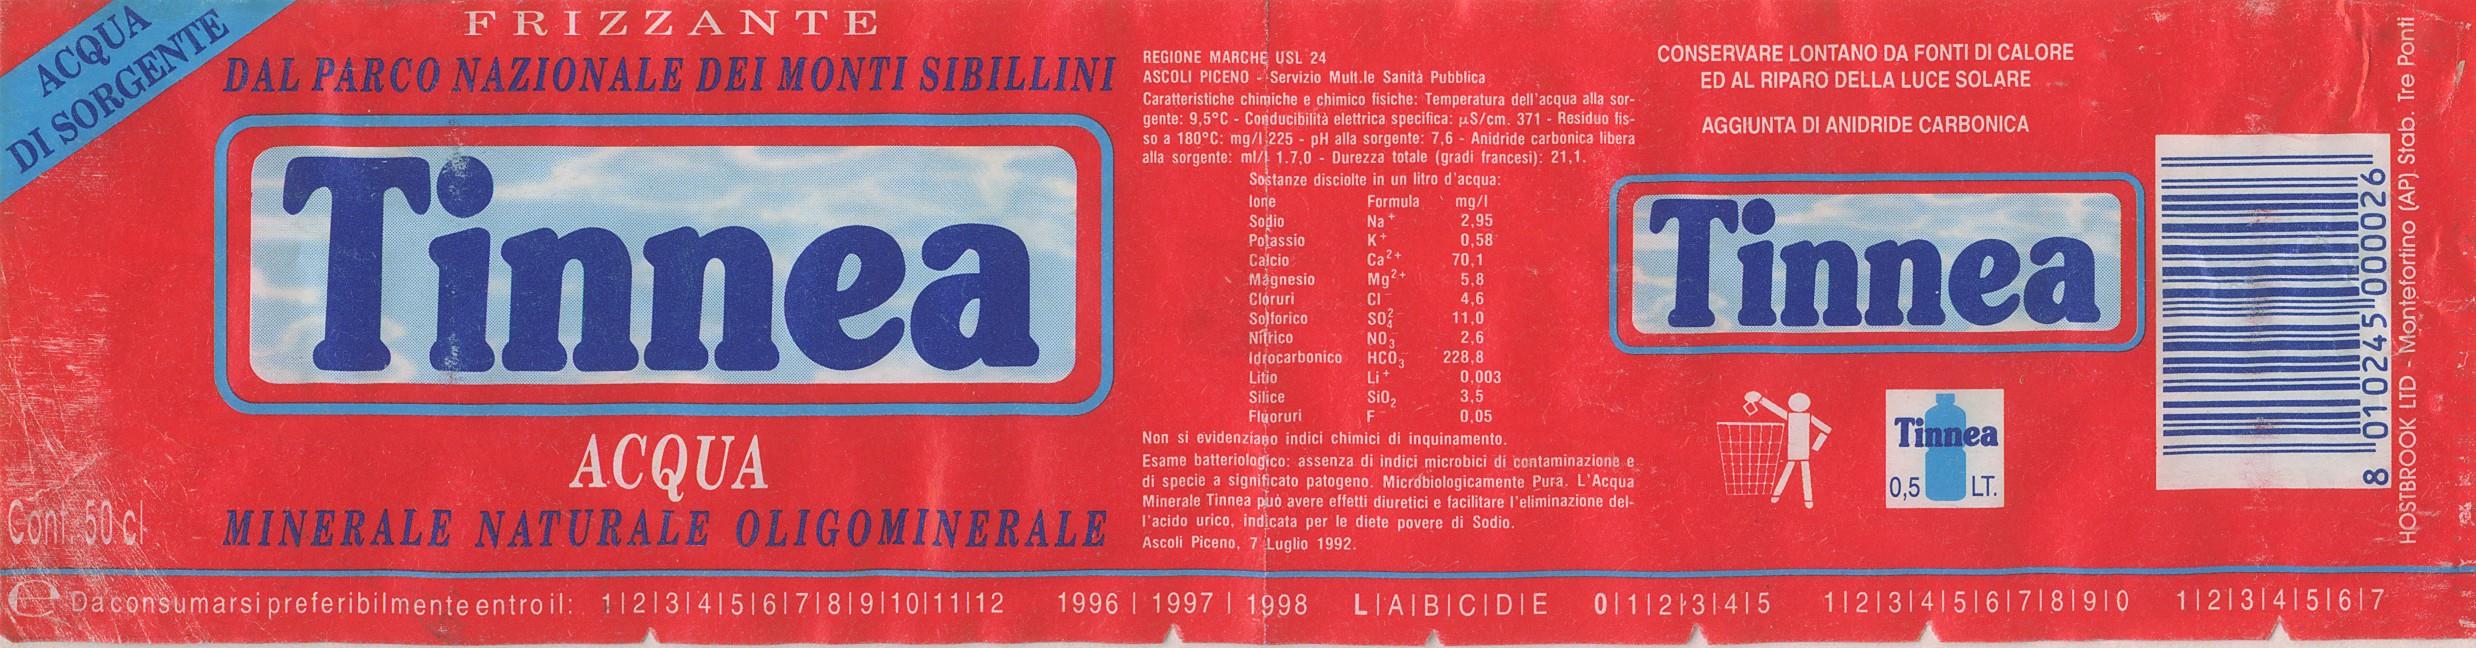 ACQUA
DI SORGENTE
FRIZZANTE
DAL PARCO NAZIONALE DEI MONTI SIBILLINI
Tinnea
ACQUA
MINERALE NATURALE OLIGOMINERALE
Cont. 50 cl
REGIONE MARCHE USL 24
ASCOLI PICENO - Servizio Mult.le Sanità Pubblica
Caratteristiche chimiche e chimico fisiche: Temperatura dell'acqua alla sor-
gente: 9,5°C - Conducibilità elettrica specifica: µS/cm. 371 - Residuo fis-
so a 180°C: mg/l 225 - pH alla sorgente: 7,6 - Anidride carbonica libera
alla sorgente: ml/l 1.7,0 - Durezza totale (gradi francesi): 21,1.
Sostanze disciolte in un litro d'acqua:
Ione Formula mg/l
Sodio Na⁺ 2,95
Potassio K⁺ 0,58
Calcio Ca²⁺ 70,1
Magnesio Mg²⁺ 5,8
Cloruri Cl⁻ 4,6
Solforico SO₄²⁻ 11,0
Nitrico NO₃⁻ 2,6
Idrocarbonico HCO₃⁻ 228,8
Litio Li⁺ 0,003
Silice SiO₂ 3,5
Fluoruri F⁻ 0,05
Non si evidenziano indici chimici di inquinamento.
Esame batteriologico: assenza di indici microbici di contaminazione e
di specie a significato patogeno. Microbiologicamente Pura. L'Acqua
Minerale Tinnea può avere effetti diuretici e facilitare l'eliminazione del-
l'acido urico, indicata per le diete povere di Sodio.
Ascoli Piceno, 7 Luglio 1992.
CONSERVARE LONTANO DA FONTI DI CALORE
ED AL RIPARO DELLA LUCE SOLARE
AGGIUNTA DI ANIDRIDE CARBONICA
Tinnea
Tinnea
0,5 LT.
8 010245 000026
HOSTBROOK LTD - Montefortino (AP) Stab. Tre Ponti
e Da consumarsi preferibilmente entro il: 1|2|3|4|5|6|7|8|9|10|11|12 1996 | 1997 | 1998 L|A|B|C|D|E 0|1|2|3|4|5 1|2|3|4|5|6|7|8|9|0 1|2|3|4|5|6|7